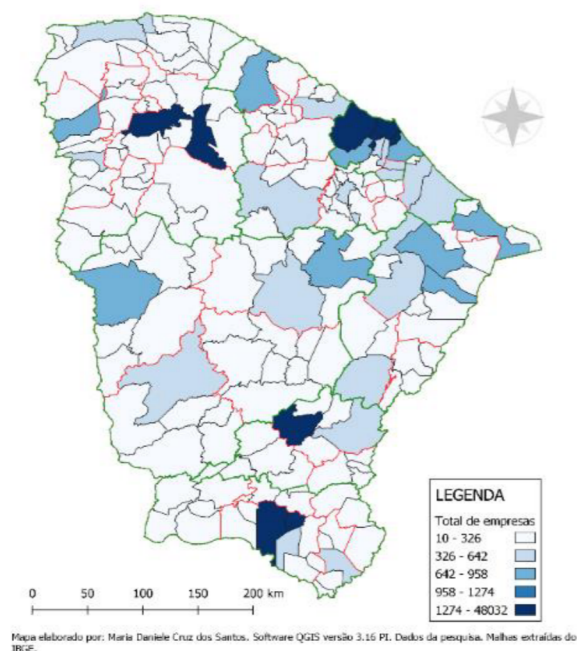 LEGENDA
Total de empresas
10 - 326
326 - 642
642 - 958
958 - 1274
1274 - 48032
0 50 100 150 200 km
Mapa elaborado por: Maria Daniele Cruz dos Santos. Software QGIS versão 3.16 PI. Dados da pesquisa. Malhas extraídas do
IBGE.